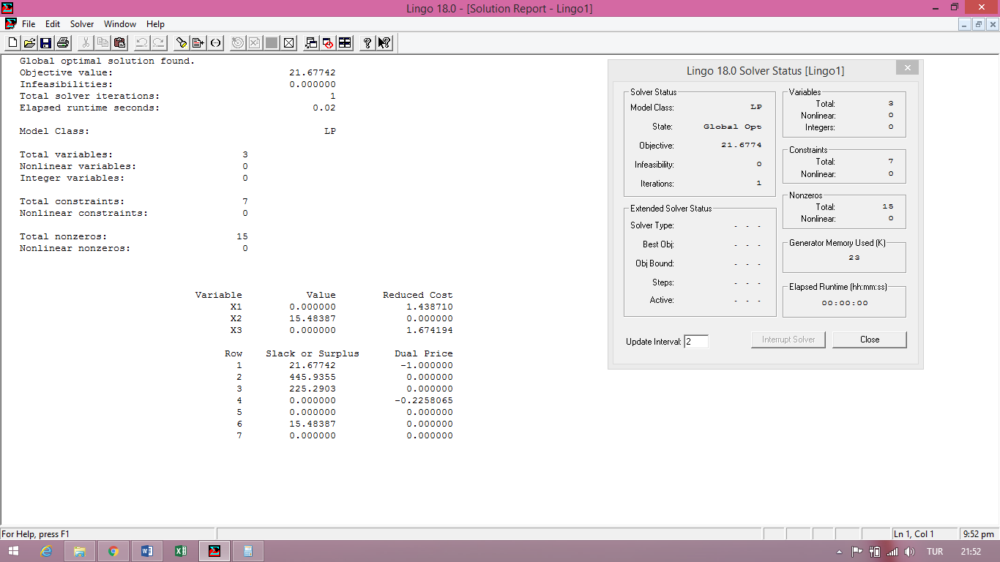 Lingo 18.0 - [Solution Report - Lingo1]
File Edit Solver Window Help
Global optimal solution found.
Objective value: 21.67742
Infeasibilities: 0.000000
Total solver iterations: 1
Elapsed runtime seconds: 0.02
Model Class: LP
Total variables: 3
Nonlinear variables: 0
Integer variables: 0
Total constraints: 7
Nonlinear constraints: 0
Total nonzeros: 15
Nonlinear nonzeros: 0
Variable Value Reduced Cost
X1 0.000000 1.438710
X2 15.48387 0.000000
X3 0.000000 1.674194
Row Slack or Surplus Dual Price
1 21.67742 -1.000000
2 445.9355 0.000000
3 225.2903 0.000000
4 0.000000 -0.2258065
5 0.000000 0.000000
6 15.48387 0.000000
7 0.000000 0.000000
Lingo 18.0 Solver Status [Lingo1]
Solver Status
Model Class: LP
State: Global Opt
Objective: 21.6774
Infeasibility: 0
Iterations: 1
Extended Solver Status
Solver Type: - - -
Best Obj: - - -
Obj Bound: - - -
Steps: - - -
Active: - - -
Variables
Total: 3
Nonlinear: 0
Integers: 0
Constraints
Total: 7
Nonlinear: 0
Nonzeros
Total: 15
Nonlinear: 0
Generator Memory Used (K)
23
Elapsed Runtime (hh:mm:ss)
00:00:00
Update Interval: 2 Interrupt Solver Close
For Help, press F1 Ln 1, Col 1 9:52 pm
TUR 21:52